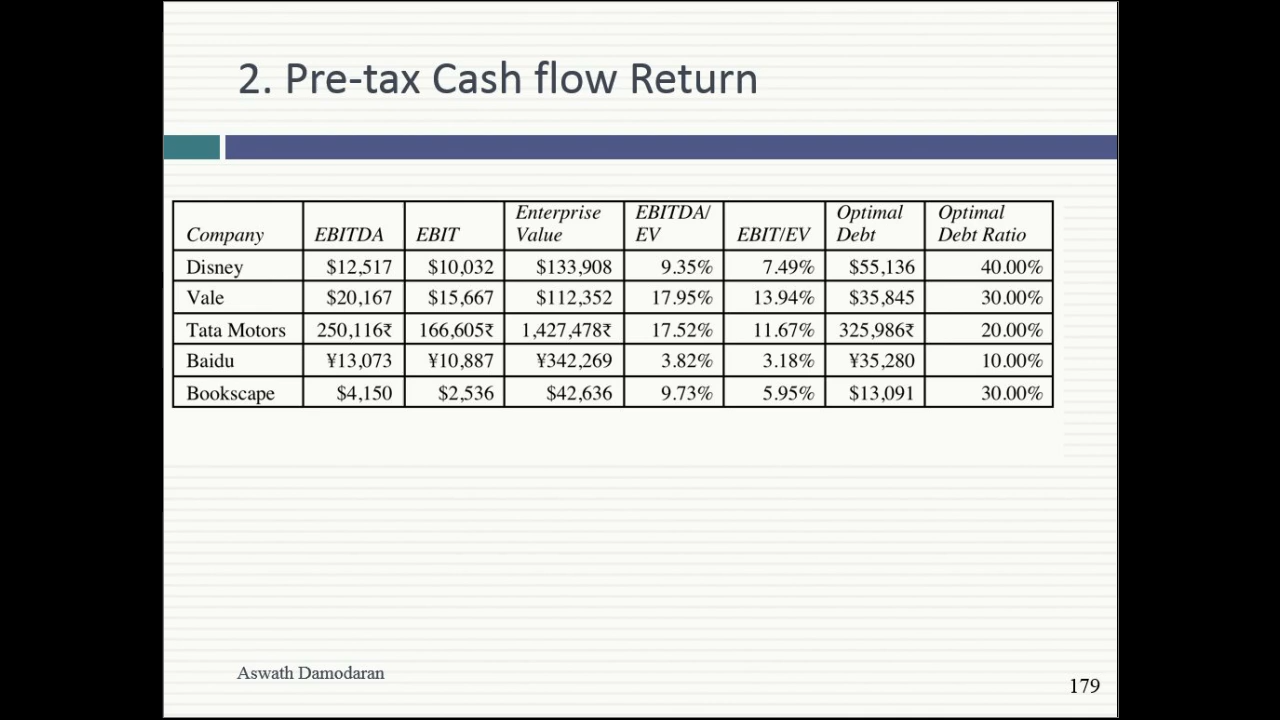 2. Pre-tax Cash flow Return
Company EBITDA EBIT Enterprise Value EBITDA/ EV EBIT/EV Optimal Debt Optimal Debt Ratio
Disney $12,517 $10,032 $133,908 9.35% 7.49% $55,136 40.00%
Vale $20,167 $15,667 $112,352 17.95% 13.94% $35,845 30.00%
Tata Motors 250,116₹ 166,605₹ 1,427,478₹ 17.52% 11.67% 325,986₹ 20.00%
Baidu ¥13,073 ¥10,887 ¥342,269 3.82% 3.18% ¥35,280 10.00%
Bookscape $4,150 $2,536 $42,636 9.73% 5.95% $13,091 30.00%
Aswath Damodaran
179